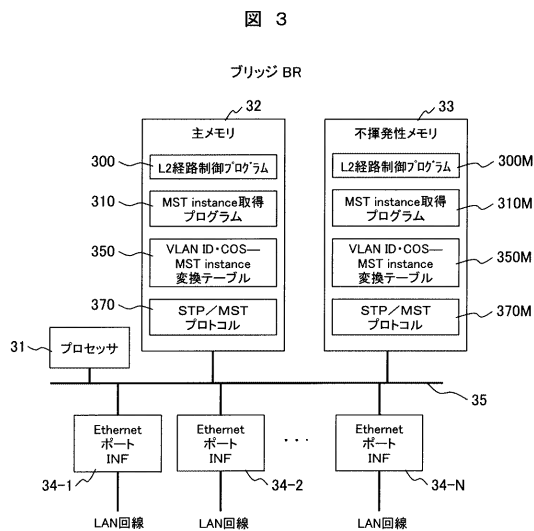 図 3
ブリッジ BR
32
33
主メモリ
不揮発性メモリ
300
L2経路制御プログラム
L2経路制御プログラム
300M
310
MST instance取得
プログラム
MST instance取得
プログラム
310M
350
VLAN ID・COS―
MST instance
変換テーブル
VLAN ID・COS―
MST instance
変換テーブル
350M
370
STP/MST
プロトコル
STP/MST
プロトコル
370M
31
プロセッサ
35
Ethernet
ポート
INF
Ethernet
ポート
INF
・・・
Ethernet
ポート
INF
34-1
34-2
34-N
LAN回線
LAN回線
LAN回線